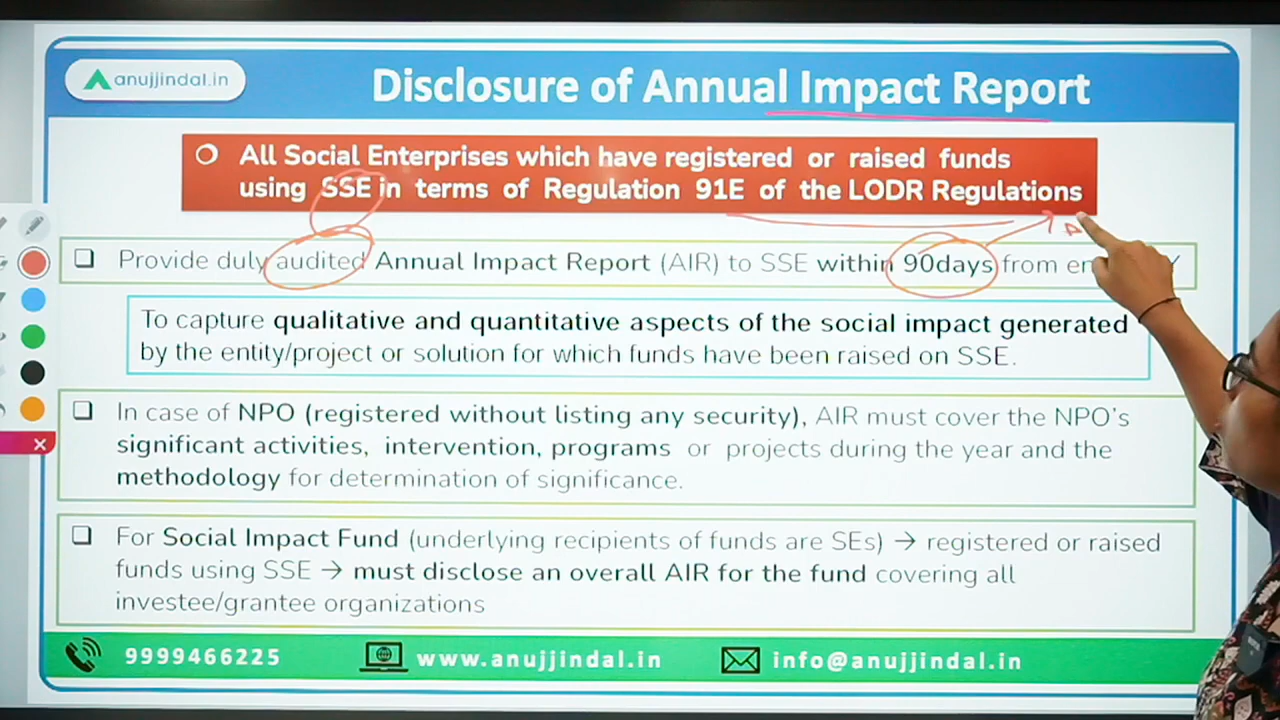 anujjindal.in
Disclosure of Annual Impact Report
All Social Enterprises which have registered or raised funds
using SSE in terms of Regulation 91E of the LODR Regulations
Provide duly audited Annual Impact Report (AIR) to SSE within 90days from
To capture qualitative and quantitative aspects of the social impact generated
by the entity/project or solution for which funds have been raised on SSE.
In case of NPO (registered without listing any security), AIR must cover the NPO's
significant activities, intervention, programs or projects during the year and the
methodology for determination of significance.
For Social Impact Fund (underlying recipients of funds are SEs) → registered or raised
funds using SSE → must disclose an overall AIR for the fund covering all
investee/grantee organizations
9999466225 www.anujjindal.in info@anujjindal.in